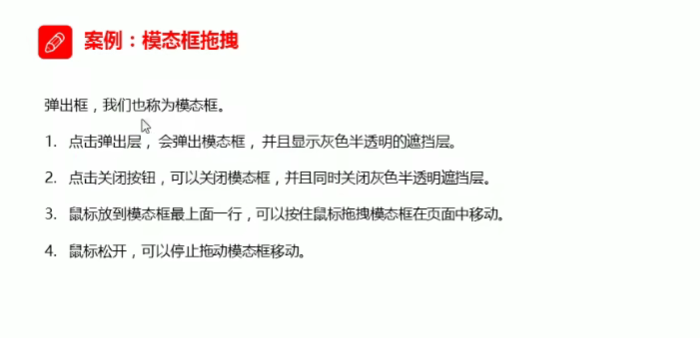 案例：模态框拖拽
弹出框，我们也称为模态框。
1. 点击弹出层，会弹出模态框，并且显示灰色半透明的遮挡层。
2. 点击关闭按钮，可以关闭模态框，并且同时关闭灰色半透明遮挡层。
3. 鼠标放到模态框最上面一行，可以按住鼠标拖拽模态框在页面中移动。
4. 鼠标松开，可以停止拖动模态框移动。